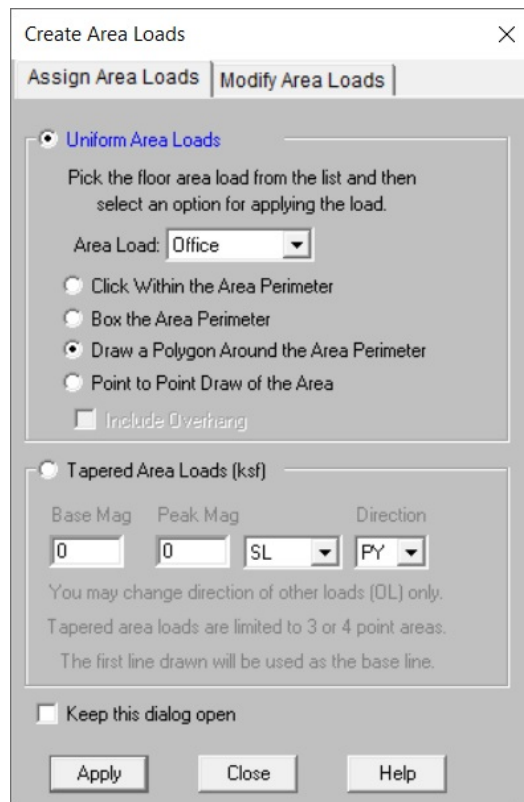 Create Area Loads
Assign Area Loads
Modify Area Loads
Uniform Area Loads
Pick the floor area load from the list and then
select an option for applying the load.
Area Load: Office
Click Within the Area Perimeter
Box the Area Perimeter
Draw a Polygon Around the Area Perimeter
Point to Point Draw of the Area
Include Overhang
Tapered Area Loads (ksf)
Base Mag Peak Mag Direction
0 0 SL PY
You may change direction of other loads (OL) only.
Tapered area loads are limited to 3 or 4 point areas.
The first line drawn will be used as the base line.
Keep this dialog open
Apply Close Help